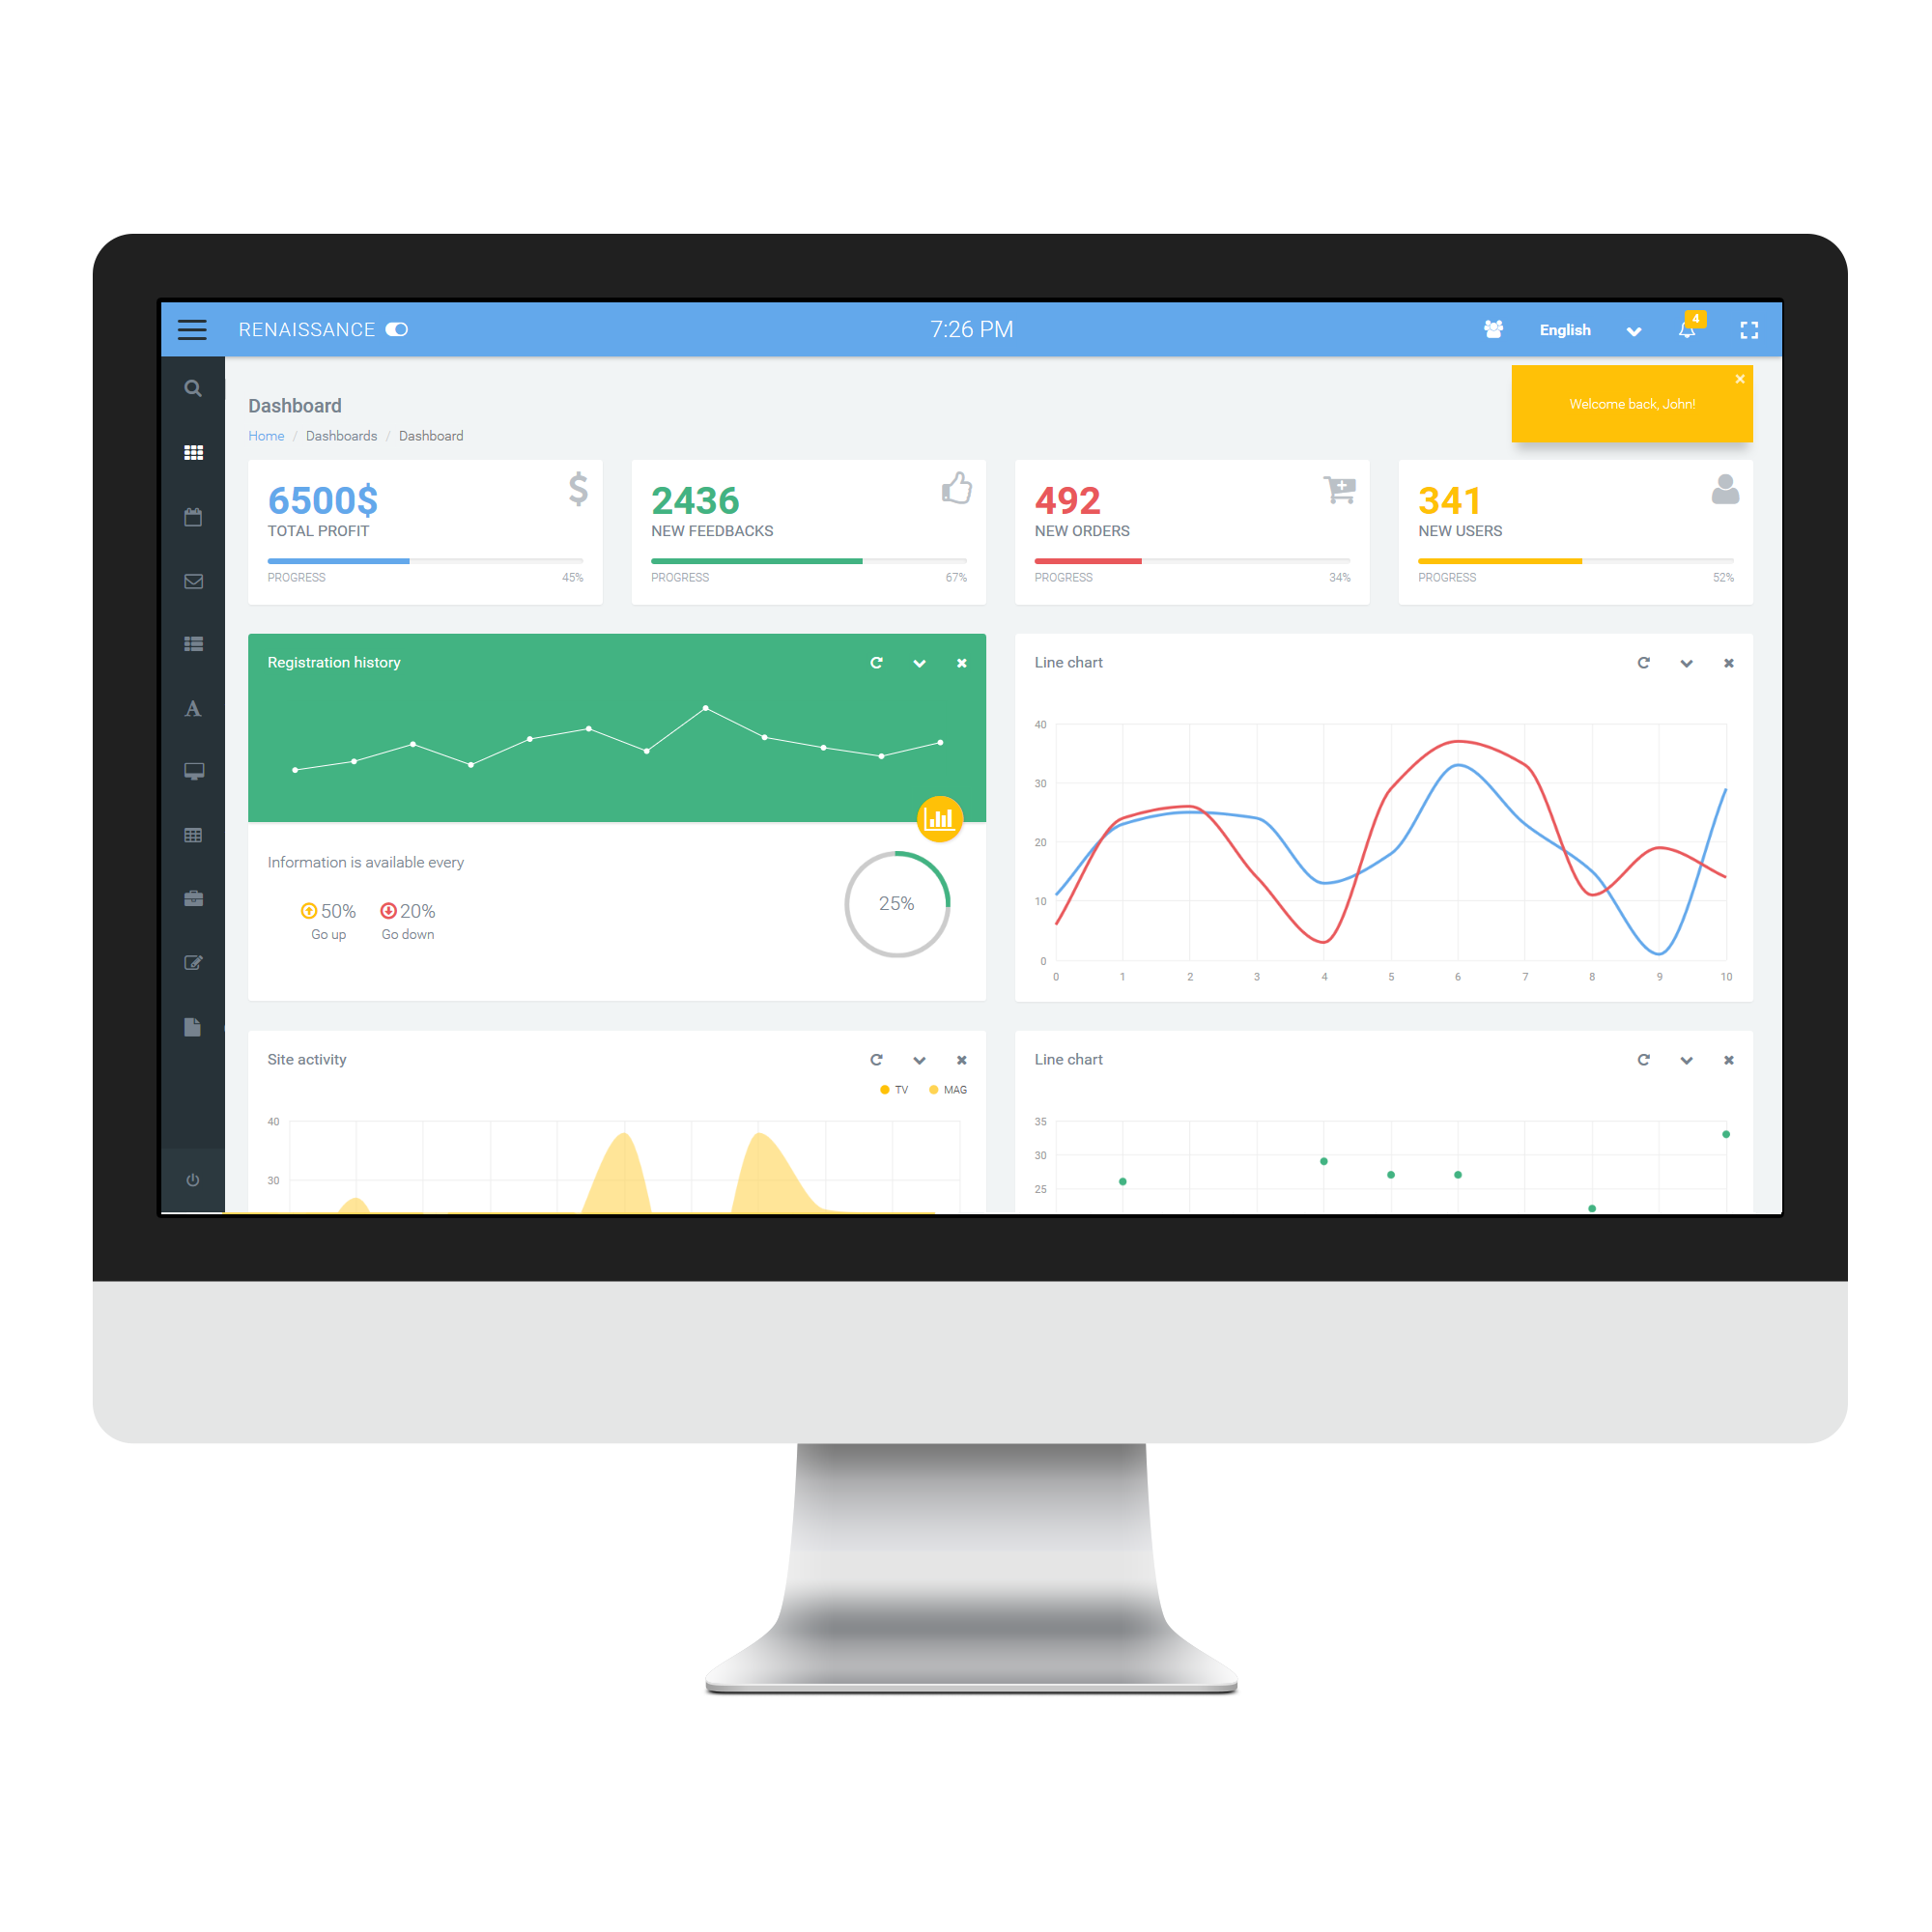 RENAISSANCE
7:26 PM
English
4
Welcome back, John!
Dashboard
Home / Dashboards / Dashboard
6500$
TOTAL PROFIT
PROGRESS 45%
2436
NEW FEEDBACKS
PROGRESS 67%
492
NEW ORDERS
PROGRESS 34%
341
NEW USERS
PROGRESS 52%
Registration history
Information is available every
50%
Go up
20%
Go down
25%
Line chart
40
30
20
10
0
0 1 2 3 4 5 6 7 8 9 10
Site activity
TV MAG
40
30
Line chart
35
30
25